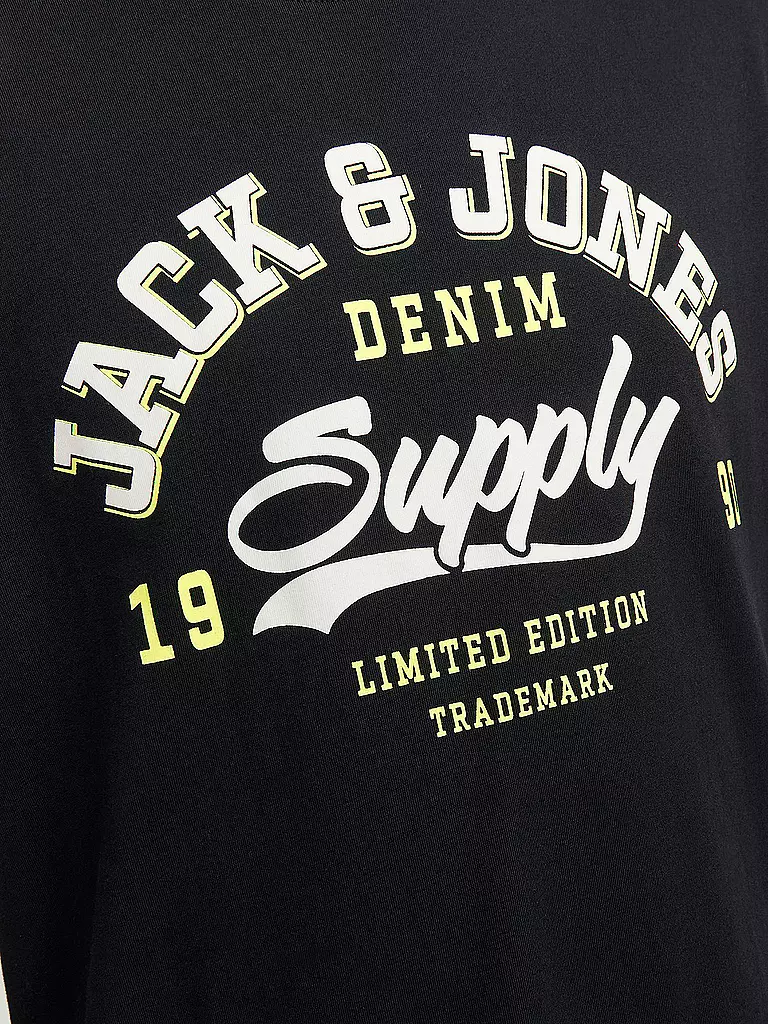 JACK & JONES
DENIM
Supply
19 90
LIMITED EDITION
TRADEMARK